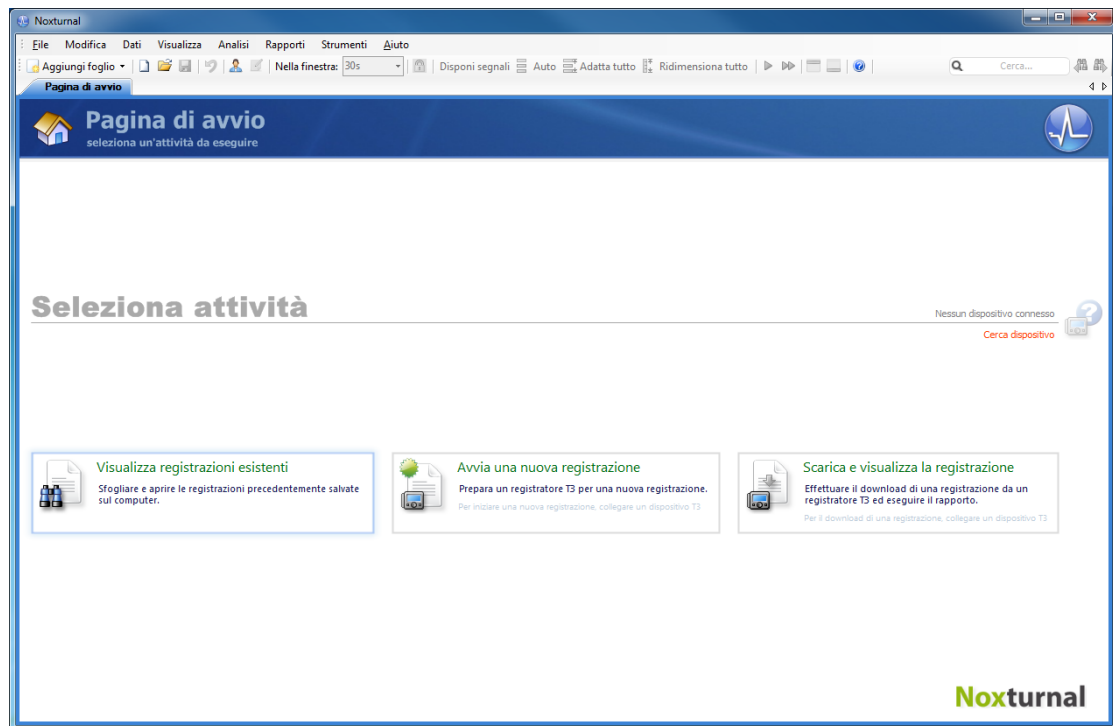 Noxturnal
File Modifica Dati Visualizza Analisi Rapporti Strumenti Aiuto
Aggiungi foglio Nella finestra: 30s Disponi segnali Auto Adatta tutto Ridimensiona tutto Cerca...
Pagina di avvio
Pagina di avvio
seleziona un'attività da eseguire
Seleziona attività
Nessun dispositivo connesso
Cerca dispositivo
Visualizza registrazioni esistenti
Sfogliare e aprire le registrazioni precedentemente salvate
sul computer.
Avvia una nuova registrazione
Prepara un registratore T3 per una nuova registrazione.
Per iniziare una nuova registrazione, collegare un dispositivo T3
Scarica e visualizza la registrazione
Effettuare il download di una registrazione da un
registratore T3 ed eseguire il rapporto.
Per il download di una registrazione, collegare un dispositivo T3
Noxturnal